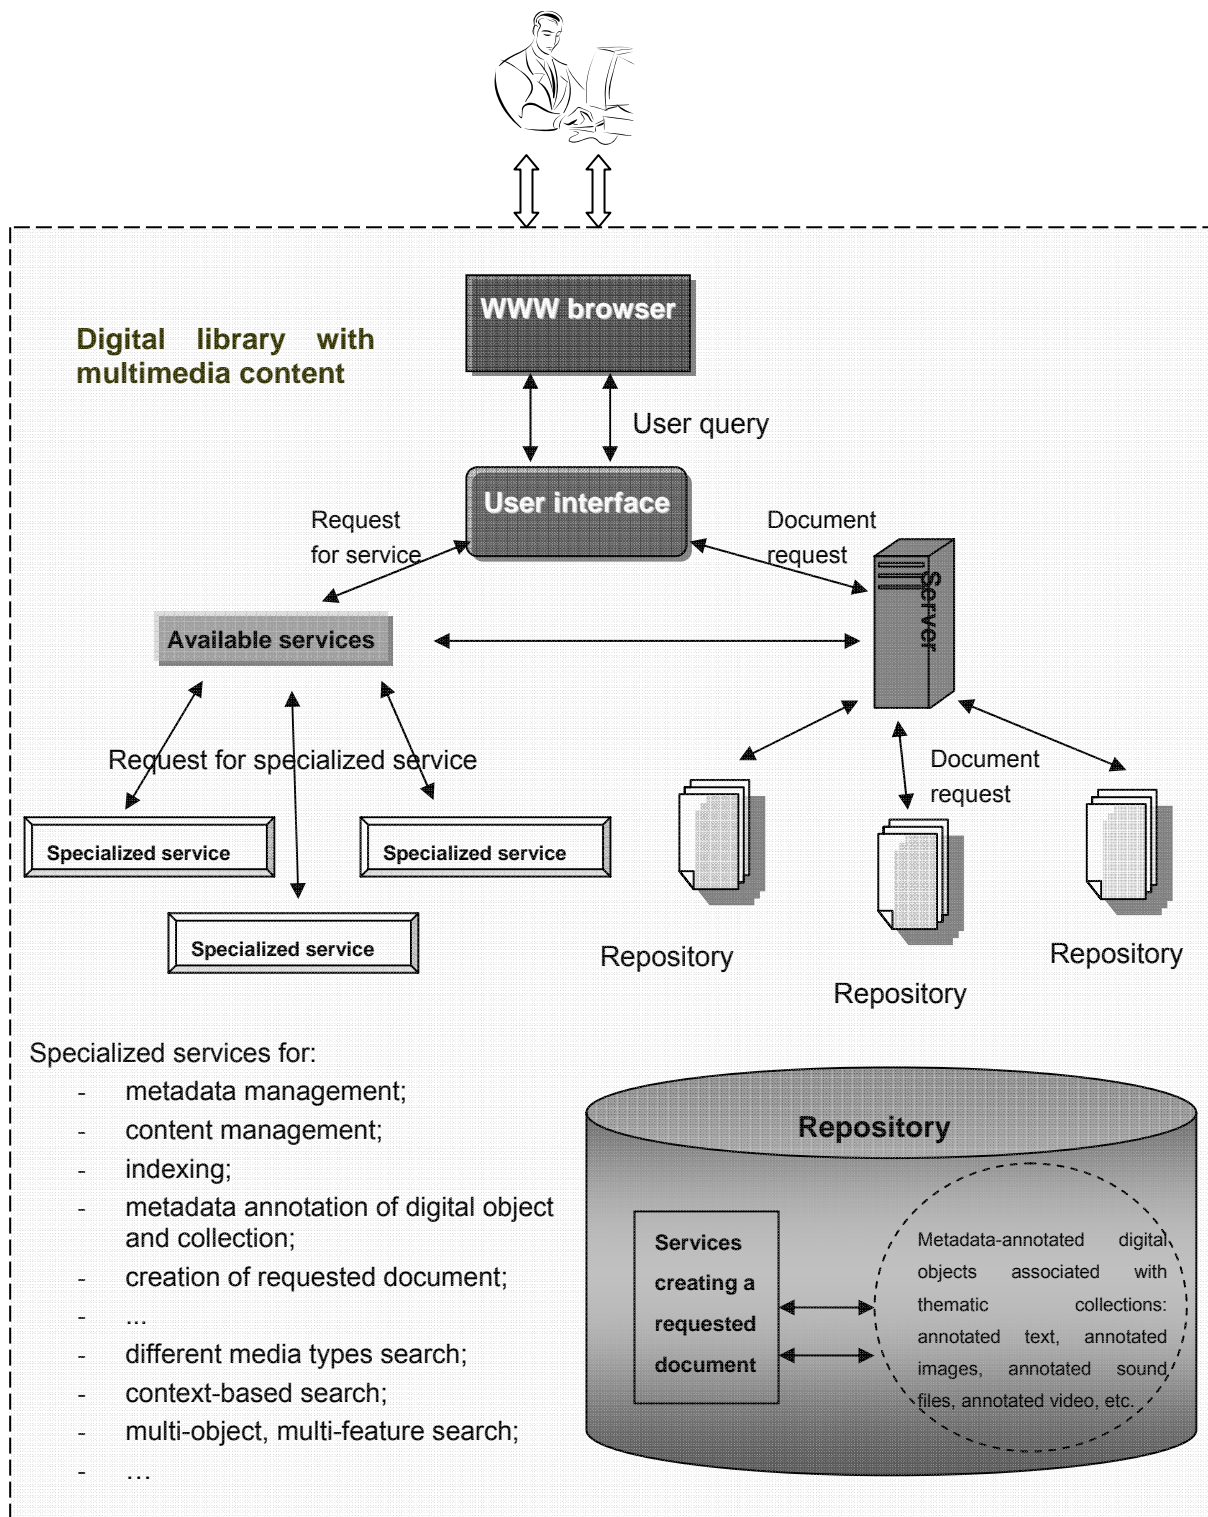 WWW browser
Digital library with
multimedia content
User query
User interface
Request
for service
Document
request
Server
Available services
Request for specialized service
Document
request
Specialized service
Specialized service
Specialized service
Repository
Repository
Repository
Specialized services for:
- metadata management;
- content management;
- indexing;
- metadata annotation of digital object
and collection;
- creation of requested document;
- ...
- different media types search;
- context-based search;
- multi-object, multi-feature search;
- …
Repository
Services
creating a
requested
document
Metadata-annotated digital
objects associated with
thematic collections:
annotated text, annotated
images, annotated sound
files, annotated video, etc.